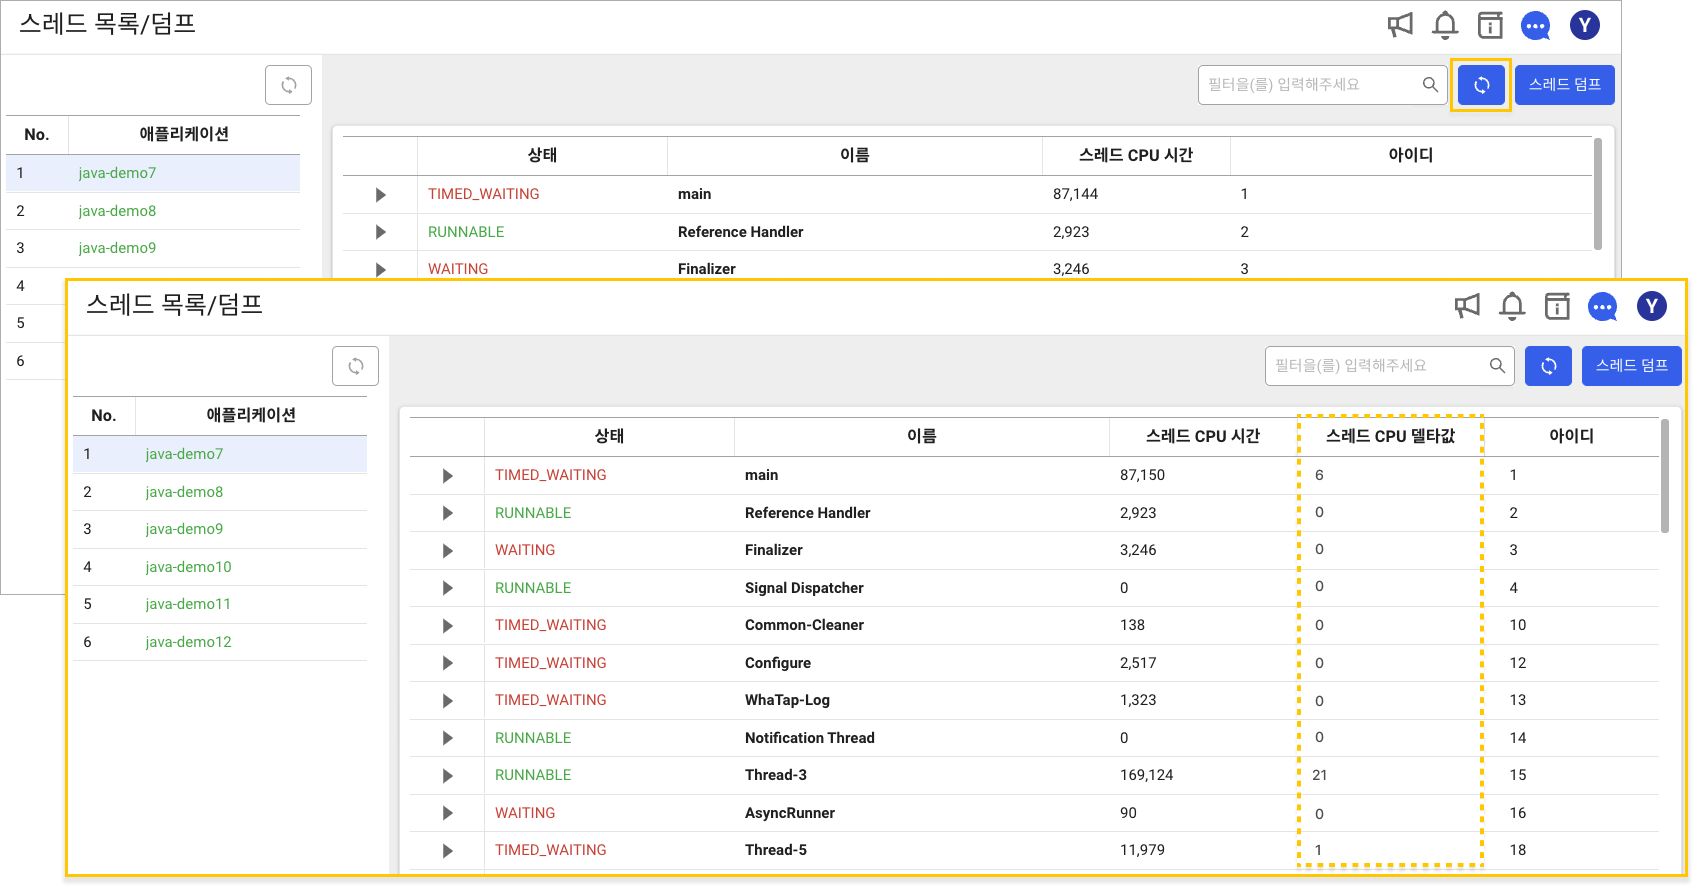 스레드 목록/덤프
Y
필터을(를) 입력해주세요
스레드 덤프
No. 애플리케이션
1 java-demo7
2 java-demo8
3 java-demo9
4
5
6
상태 이름 스레드 CPU 시간 아이디
TIMED_WAITING main 87,144 1
RUNNABLE Reference Handler 2,923 2
WAITING Finalizer 3,246 3
스레드 목록/덤프
Y
필터을(를) 입력해주세요
스레드 덤프
No. 애플리케이션
1 java-demo7
2 java-demo8
3 java-demo9
4 java-demo10
5 java-demo11
6 java-demo12
상태 이름 스레드 CPU 시간 스레드 CPU 델타값 아이디
TIMED_WAITING main 87,150 6 1
RUNNABLE Reference Handler 2,923 0 2
WAITING Finalizer 3,246 0 3
RUNNABLE Signal Dispatcher 0 0 4
TIMED_WAITING Common-Cleaner 138 0 10
TIMED_WAITING Configure 2,517 0 12
TIMED_WAITING WhaTap-Log 1,323 0 13
RUNNABLE Notification Thread 0 0 14
RUNNABLE Thread-3 169,124 21 15
WAITING AsyncRunner 90 0 16
TIMED_WAITING Thread-5 11,979 1 18